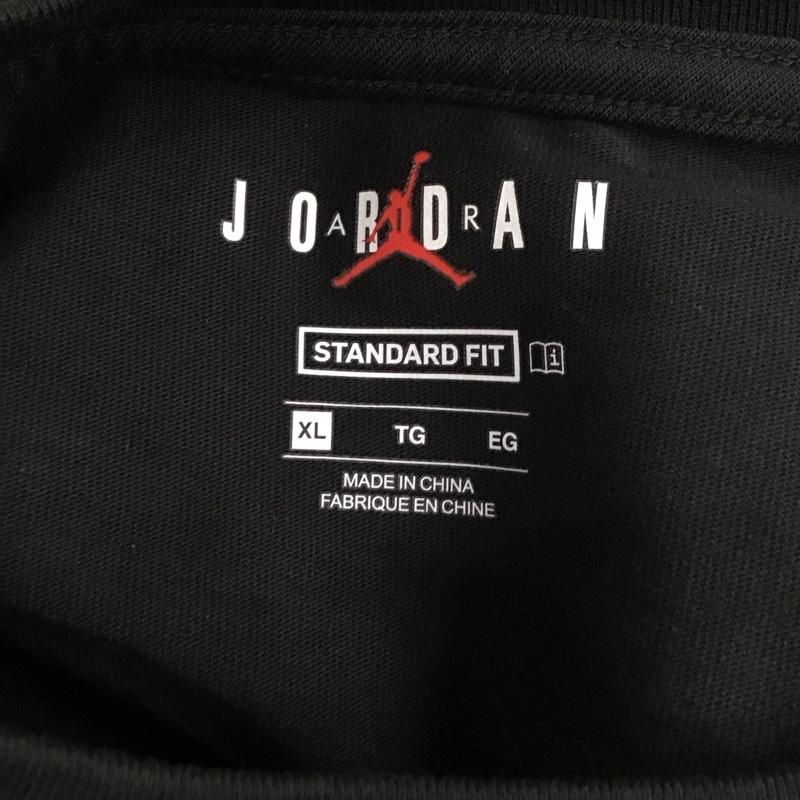 JORDAN
AIR
STANDARD FIT
XL TG EG
MADE IN CHINA
FABRIQUE EN CHINE